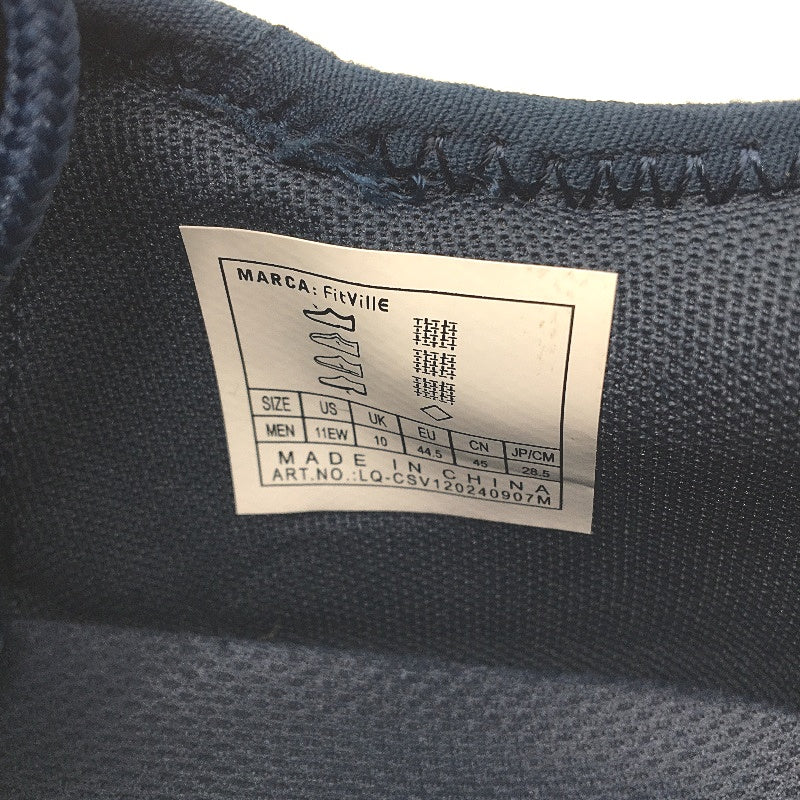 MARCA: FitVillE
SIZE US UK EU CN JP/CM
MEN 11EW 10 44.5 45 28.5
MADE IN CHINA
ART.NO.:LQ-CSV120240907M